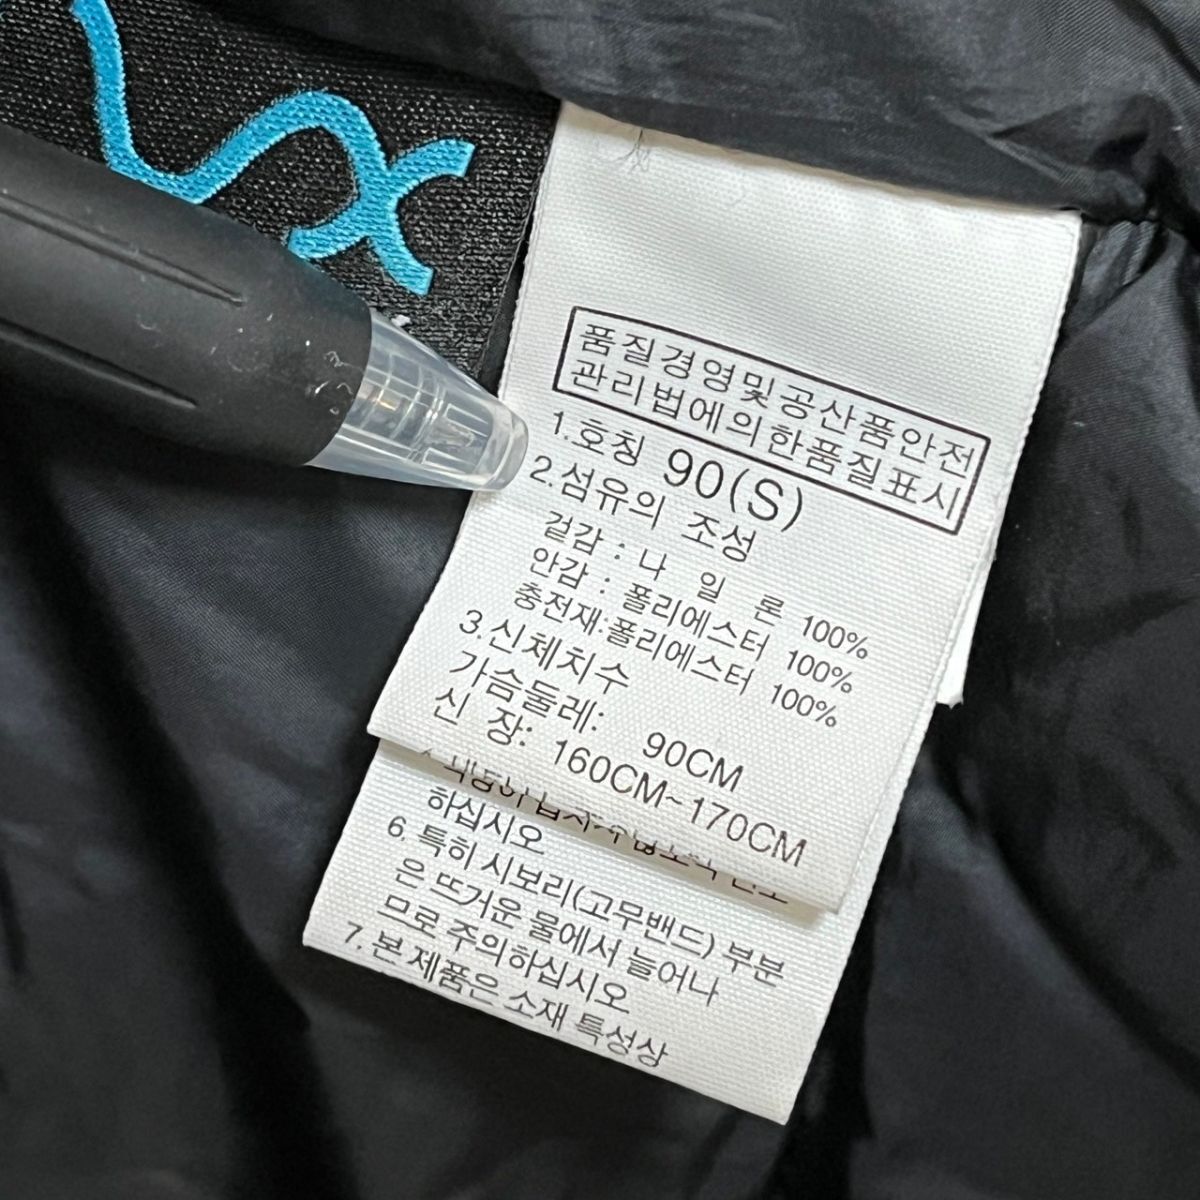 품질경영및공산품안전
관리법에의한품질표시
1.호칭 90(S)
2.섬유의 조성
겉감 : 나 일 론 100%
안감 : 폴리에스터 100%
충전재:폴리에스터 100%
3.신체치수
가슴둘레: 90CM
신 장: 160CM~170CM
하십시오
6. 특히 시보리(고무밴드) 부분
은 뜨거운 물에서 늘어나
므로 주의하십시오
7. 본 제품은 소재 특성상